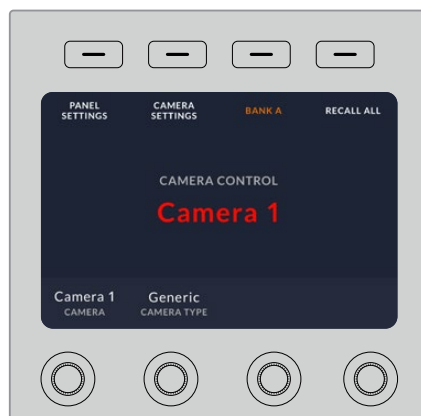 PANEL
SETTINGS
CAMERA
SETTINGS
BANK A
RECALL ALL
CAMERA CONTROL
Camera 1
Camera 1
CAMERA
Generic
CAMERA TYPE